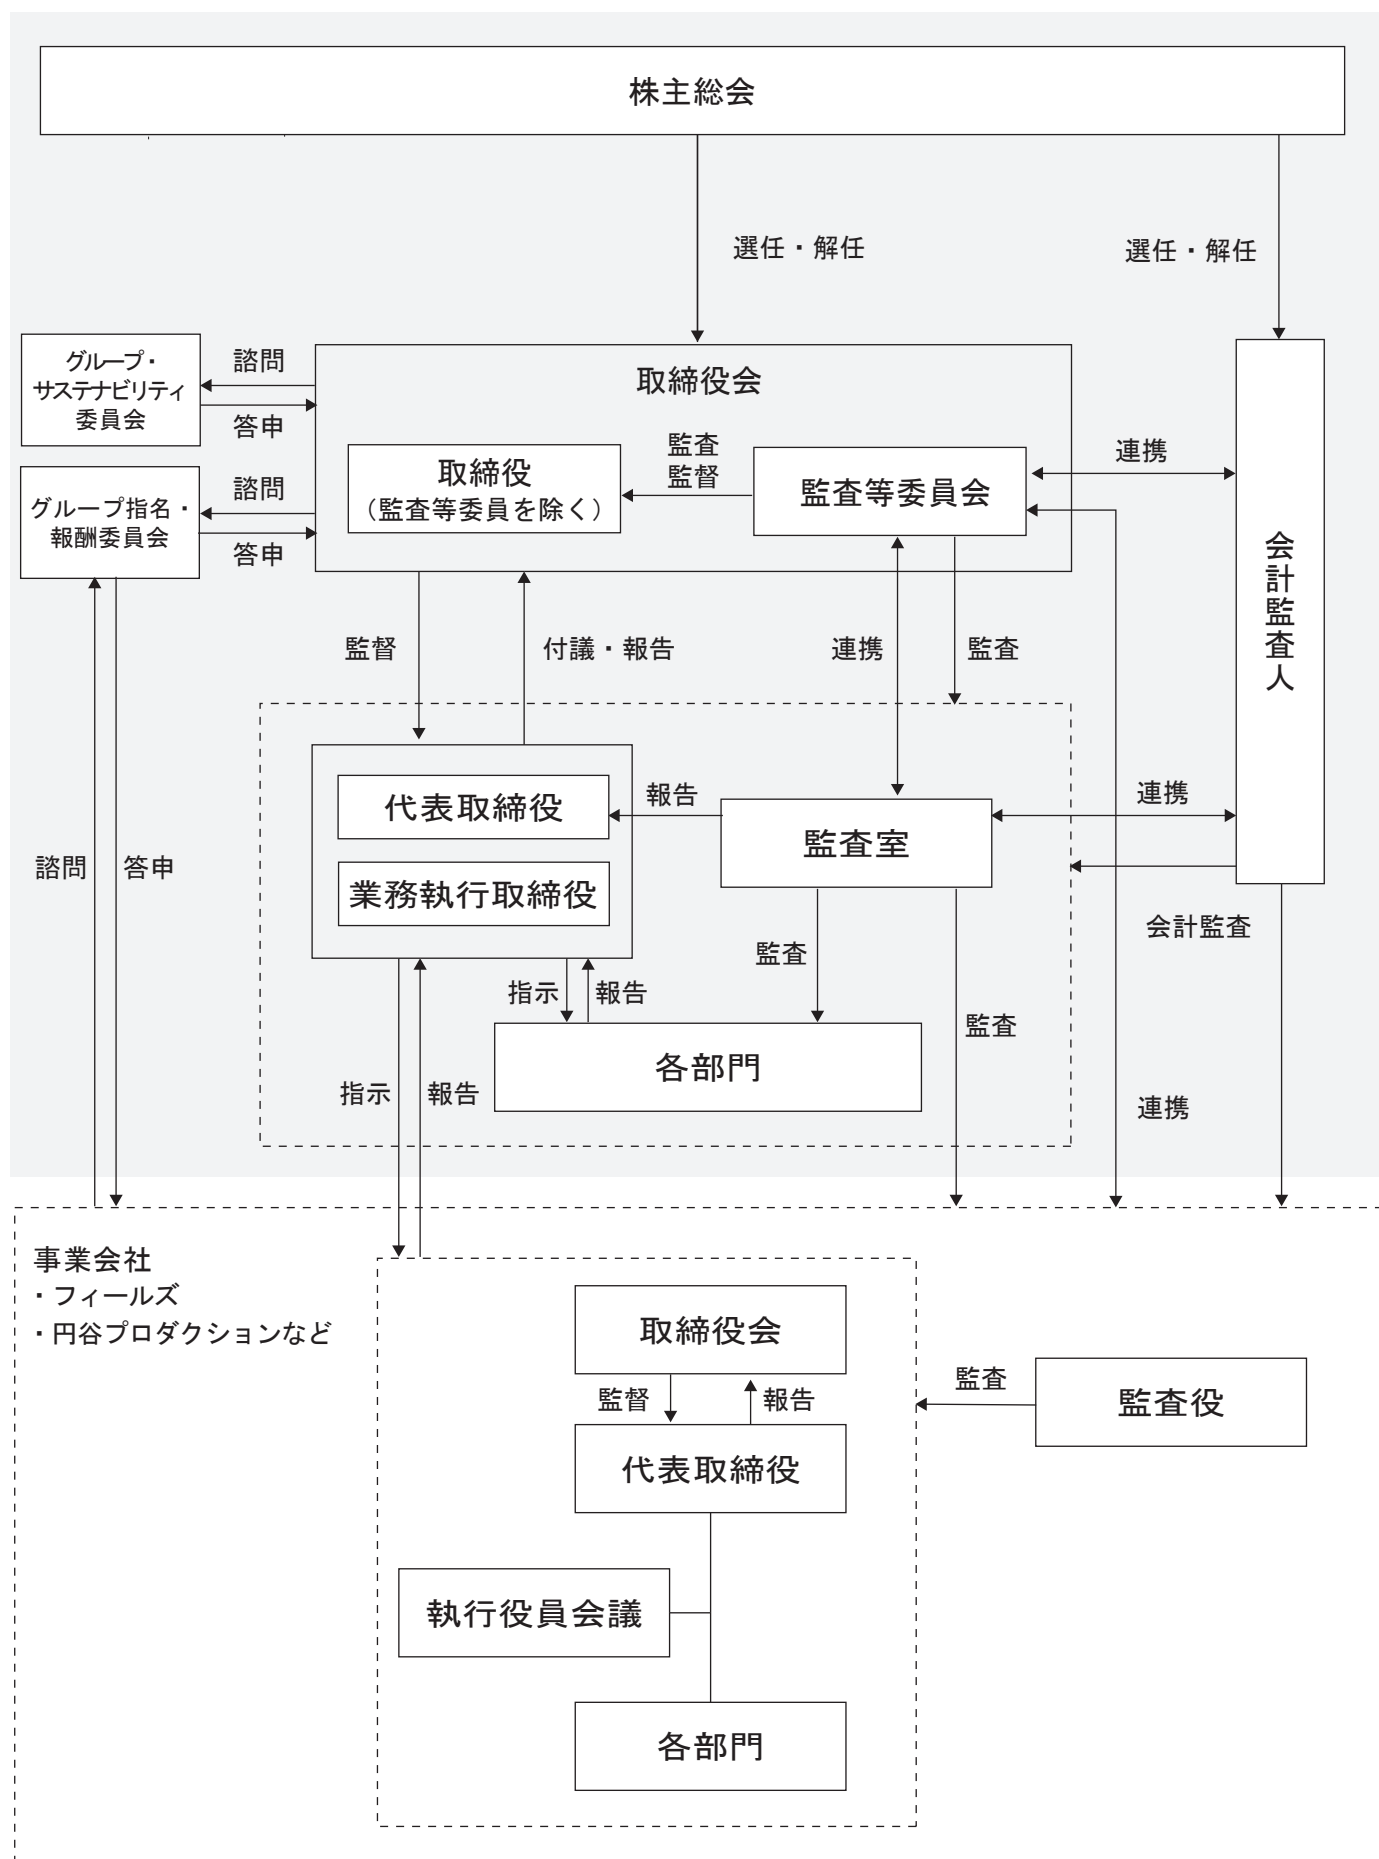 株主総会
選任・解任
選任・解任
グループ・
サステナビリティ
委員会
諮問
答申
取締役会
グループ指名・
報酬委員会
諮問
答申
取締役
（監査等委員を除く）
監査
監督
監査等委員会
連携
会計監査人
監督
付議・報告
連携
監査
代表取締役
業務執行取締役
報告
監査室
連携
諮問
答申
会計監査
監査
指示
報告
各部門
監査
指示
報告
連携
事業会社
・フィールズ
・円谷プロダクションなど
取締役会
監督
報告
代表取締役
監査
監査役
執行役員会議
各部門